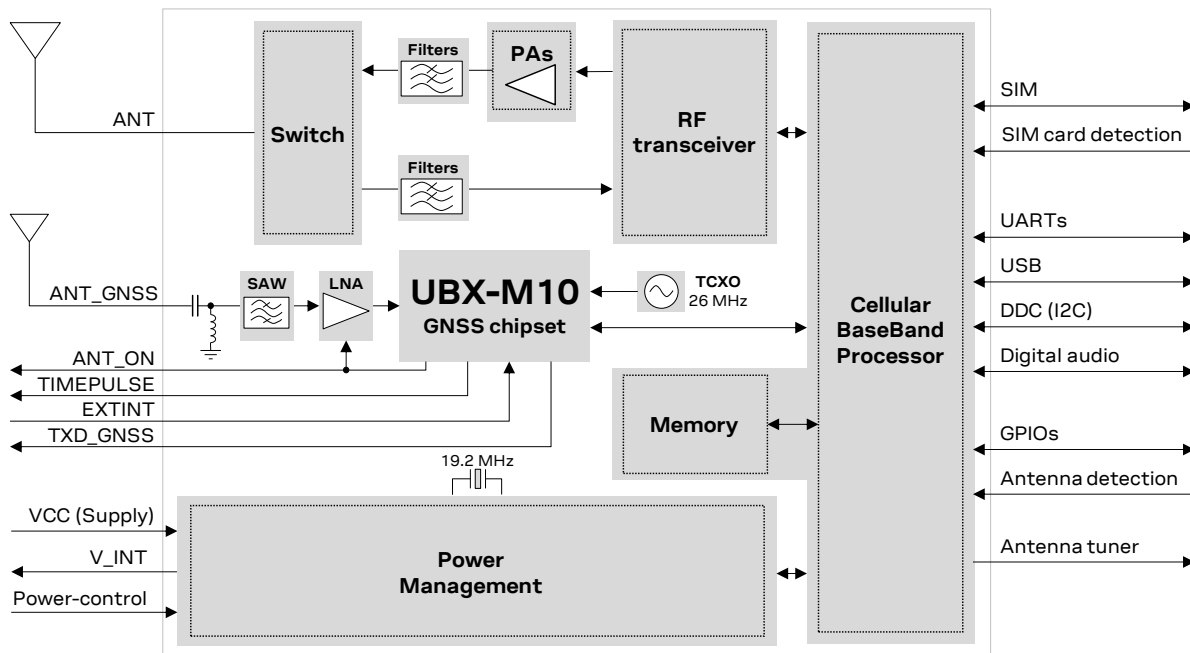 Filters
PAs
ANT
Switch
RF
transceiver
Filters
ANT_GNSS
SAW
LNA
UBX-M10
GNSS chipset
TCXO
26 MHz
ANT_ON
TIMEPULSE
EXTINT
TXD_GNSS
Memory
Cellular
BaseBand
Processor
19.2 MHz
VCC (Supply)
V_INT
Power-control
Power
Management
SIM
SIM card detection
UARTs
USB
DDC (I2C)
Digital audio
GPIOs
Antenna detection
Antenna tuner